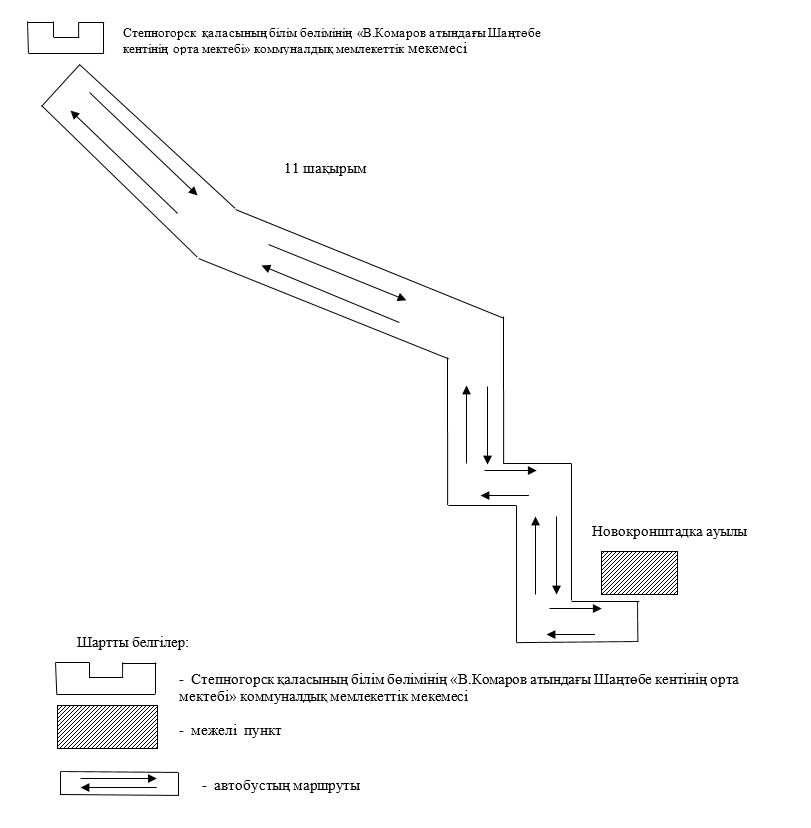 Степногорск қаласының білім бөлімінің «В.Комаров атындағы Шаңтөбе
кентінің орта мектебі» коммуналдық мемлекеттік мекемесі
11 шақырым
Новокронштадка ауылы
Шартты белгілер:
- Степногорск қаласының білім бөлімінің «В.Комаров атындағы Шаңтөбе кентінің орта
мектебі» коммуналдық мемлекеттік мекемесі
- межелі пункт
- автобустың маршруты